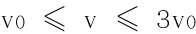 v0 ⩽ v ⩽ 3v0